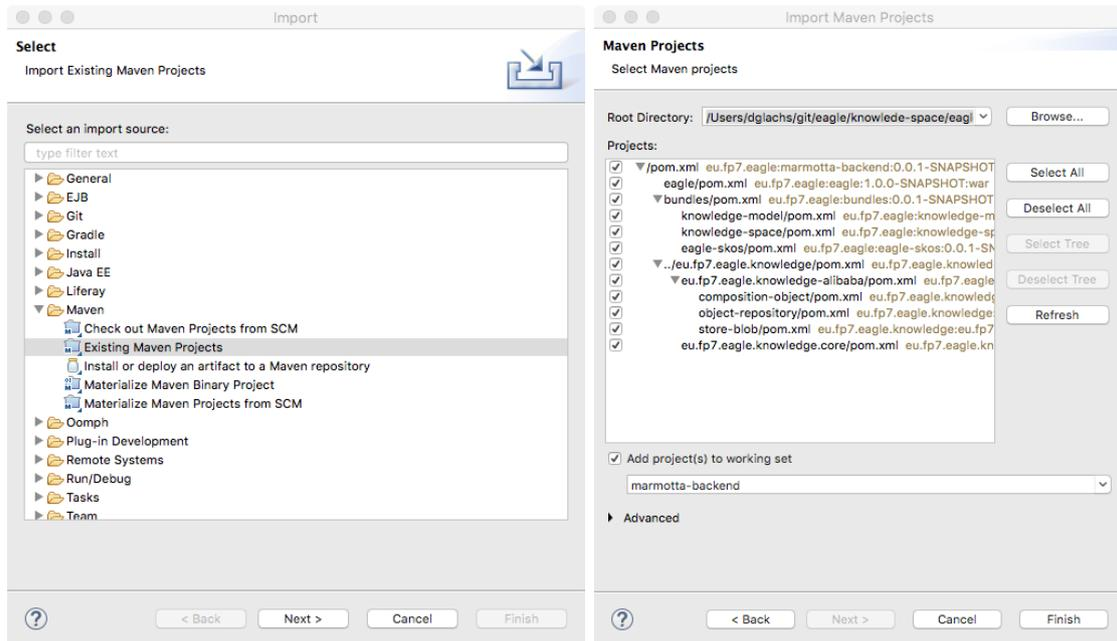 Import
Select
Import Existing Maven Projects
Select an import source:
type filter text
General
EJB
Git
Gradle
Install
Java EE
Liferay
Maven
Check out Maven Projects from SCM
Existing Maven Projects
Install or deploy an artifact to a Maven repository
Materialize Maven Binary Project
Materialize Maven Projects from SCM
Oomph
Plug-in Development
Remote Systems
Run/Debug
Tasks
Team
?
< Back
Next >
Cancel
Finish
Import Maven Projects
Maven Projects
Select Maven projects
Root Directory: /Users/dglachs/git/eagle/knowlede-space/eagl
Browse...
Projects:
/pom.xml eu.fp7.eagle:marmotta-backend:0.0.1-SNAPSHOT
eagle/pom.xml eu.fp7.eagle:eagle:1.0.0-SNAPSHOT:war
bundles/pom.xml eu.fp7.eagle:bundles:0.0.1-SNAPSHOT
knowledge-model/pom.xml eu.fp7.eagle:knowledge-m
knowledge-space/pom.xml eu.fp7.eagle:knowledge-sp
eagle-skos/pom.xml eu.fp7.eagle:eagle-skos:0.0.1-SN
../eu.fp7.eagle.knowledge/pom.xml eu.fp7.eagle.knowled
eu.fp7.eagle.knowledge-alibaba/pom.xml eu.fp7.eagle
composition-object/pom.xml eu.fp7.eagle.knowledg
object-repository/pom.xml eu.fp7.eagle.knowledge:
store-blob/pom.xml eu.fp7.eagle.knowledge:eu.fp7
eu.fp7.eagle.knowledge.core/pom.xml eu.fp7.eagle.kn
Select All
Deselect All
Select Tree
Deselect Tree
Refresh
Add project(s) to working set
marmotta-backend
Advanced
?
< Back
Next >
Cancel
Finish